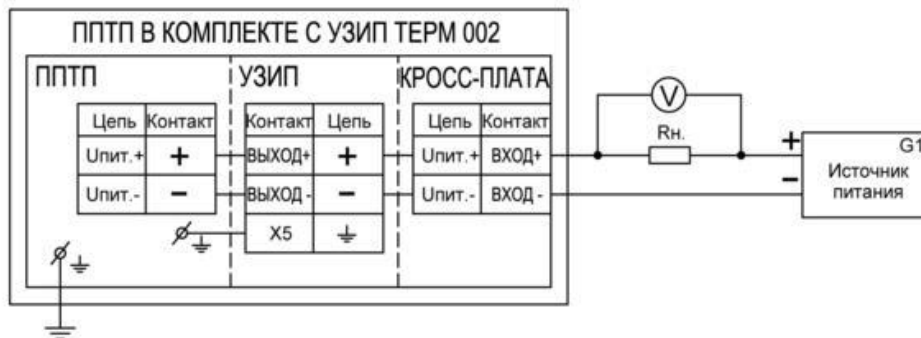 ППТП В КОМПЛЕКТЕ С УЗИП ТЕРМ 002
ППТП УЗИП КРОСС-ПЛАТА
Цепь Контакт Контакт Цепь Цепь Контакт
Uпит.+ + ВЫХОД+ + Uпит.+ ВХОД+
Uпит.- − ВЫХОД - − Uпит.- ВХОД -
X5
V
Rн.
+
−
G1
Источник
питания